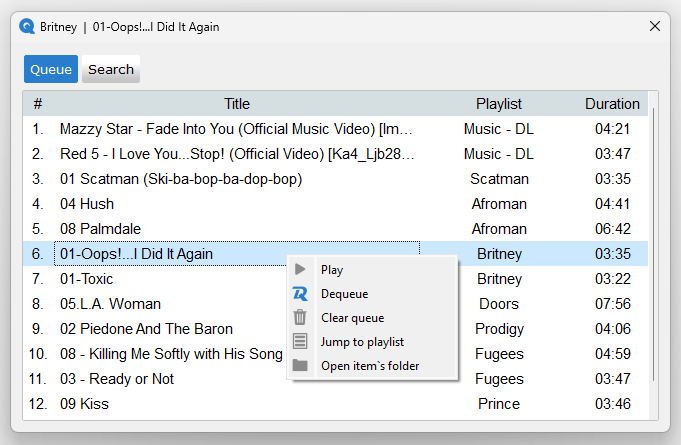 Britney | 01-Oops!...I Did It Again
Queue Search
# Title Playlist Duration
1. Mazzy Star - Fade Into You (Official Music Video) [Im... Music - DL 04:21
2. Red 5 - I Love You...Stop! (Official Video) [Ka4_Ljb28... Music - DL 03:47
3. 01 Scatman (Ski-ba-bop-ba-dop-bop) Scatman 03:35
4. 04 Hush Afroman 04:41
5. 08 Palmdale Afroman 06:42
6. 01-Oops!...I Did It Again Britney 03:35
7. 01-Toxic Britney 03:22
8. 05.L.A. Woman Doors 07:56
9. 02 Piedone And The Baron Prodigy 04:06
10. 08 - Killing Me Softly with His Song Fugees 04:59
11. 03 - Ready or Not Fugees 03:47
12. 09 Kiss Prince 03:46
Play
Dequeue
Clear queue
Jump to playlist
Open item`s folder